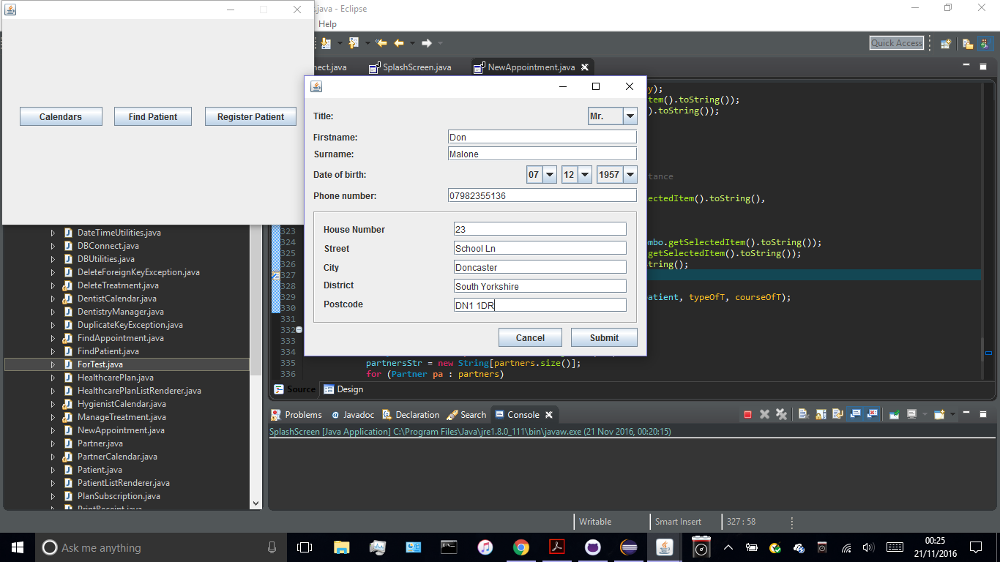 .java - Eclipse
Help
Quick Access
nect.java
SplashScreen.java
NewAppointment.java
Calendars
Find Patient
Register Patient
Title:
Mr.
Firstname:
Don
Surname:
Malone
Date of birth:
07
12
1957
Phone number:
07982355136
House Number
23
Street
School Ln
City
Doncaster
District
South Yorkshire
Postcode
DN1 1DR
Cancel
Submit
y);
tem().toString());
).toString());
tance
ectedItem().toString(),
mbo.getSelectedItem().toString());
getSelectedItem().toString());
tring();
atient, typeOfT, courseOfT);
323
324
325
326
327
328
329
330
331
332
333
334
335 partnersStr = new String[partners.size()];
336 for (Partner pa : partners)
DateTimeUtilities.java
DBConnect.java
DBUtilities.java
DeleteForeignKeyException.java
DeleteTreatment.java
DentistCalendar.java
DentistryManager.java
DuplicateKeyException.java
FindAppointment.java
FindPatient.java
ForTest.java
HealthcarePlan.java
HealthcarePlanListRenderer.java
HygienistCalendar.java
ManageTreatment.java
NewAppointment.java
Partner.java
PartnerCalendar.java
Patient.java
PatientListRenderer.java
PlanSubscription.java
PrintReceipt.java
Source
Design
Problems
@ Javadoc
Declaration
Search
Console
SplashScreen [Java Application] C:\Program Files\Java\jre1.8.0_111\bin\javaw.exe (21 Nov 2016, 00:20:15)
Writable
Smart Insert
327 : 58
Ask me anything
00:25
21/11/2016